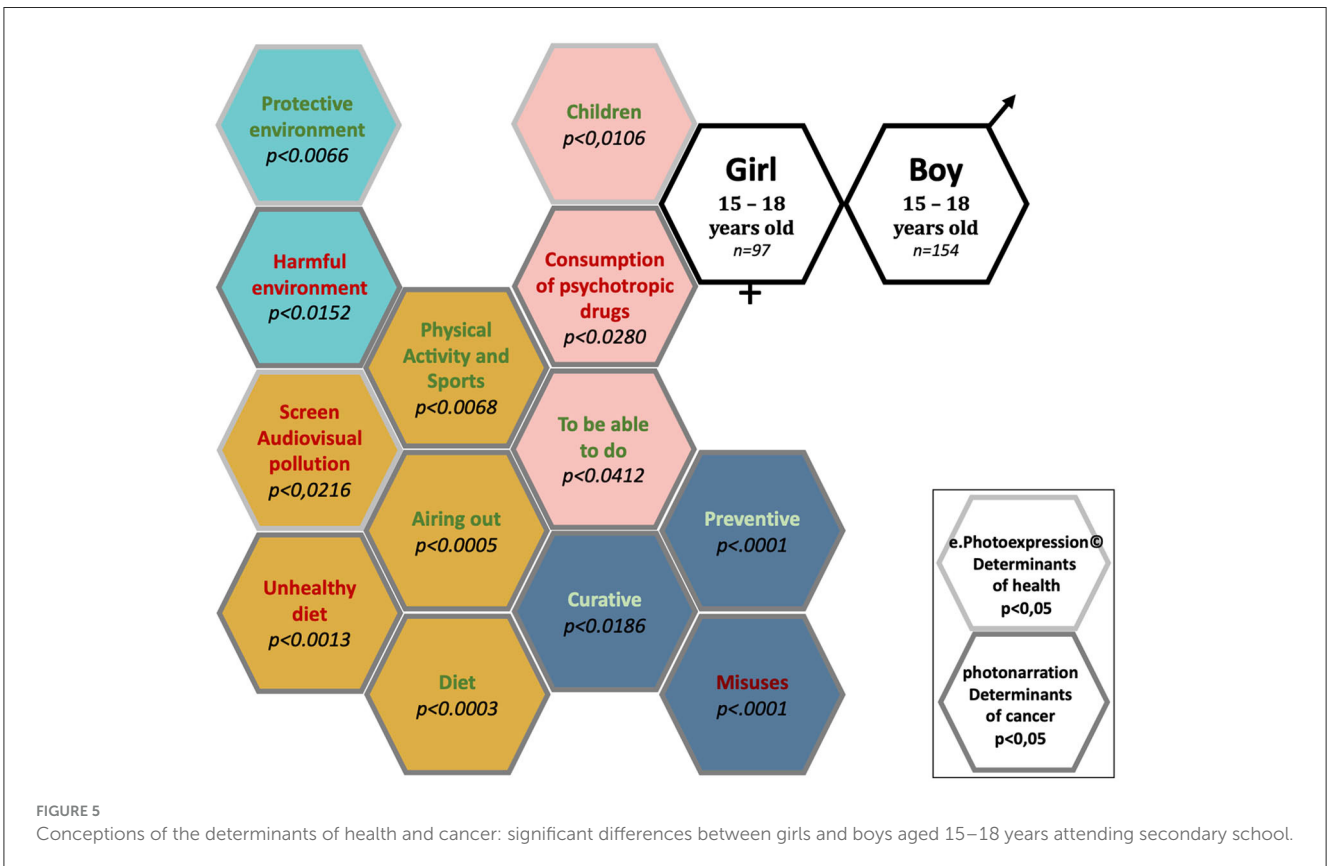 Protective
environment
p<0.0066
Children
p<0,0106
Girl
15 – 18
years old
n=97
Boy
15 – 18
years old
n=154
Harmful
environment
p<0.0152
Consumption
of psychotropic
drugs
p<0.0280
Physical
Activity and
Sports
p<0.0068
Screen
Audiovisual
pollution
p<0,0216
To be able
to do
p<0.0412
Airing out
p<0.0005
Preventive
p<.0001
Unhealthy
diet
p<0.0013
Curative
p<0.0186
Diet
p<0.0003
Misuses
p<.0001
e.Photoexpression©
Determinants
of health
p<0,05
photonarration
Determinants
of cancer
p<0,05
FIGURE 5
Conceptions of the determinants of health and cancer: significant differences between girls and boys aged 15–18 years attending secondary school.